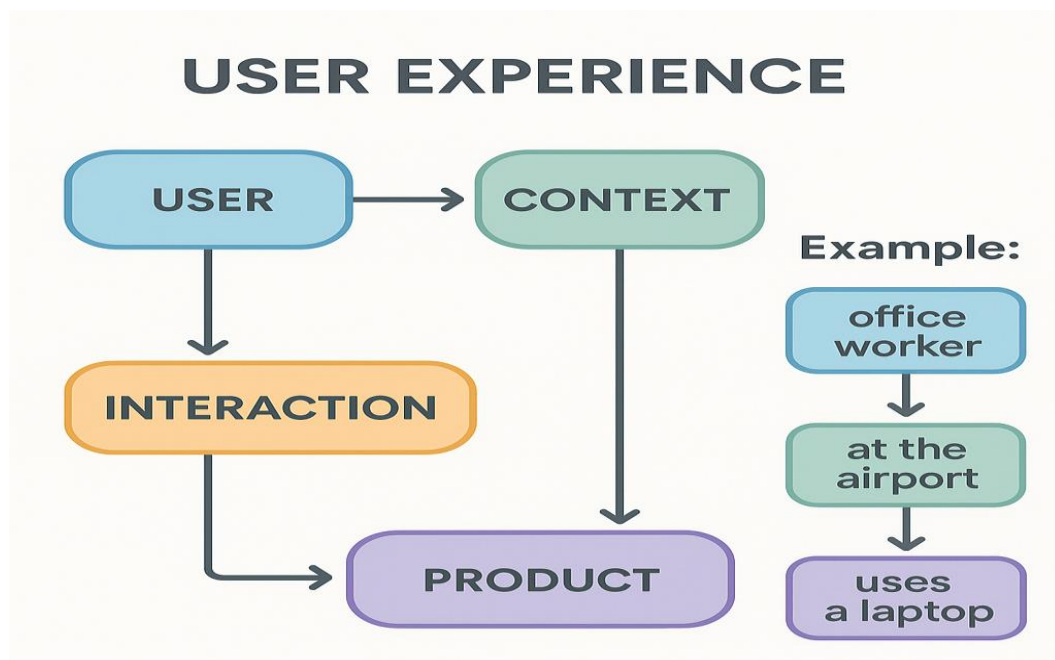 USER EXPERIENCE
USER
CONTEXT
INTERACTION
PRODUCT
Example:
office
worker
at the
airport
uses
a laptop